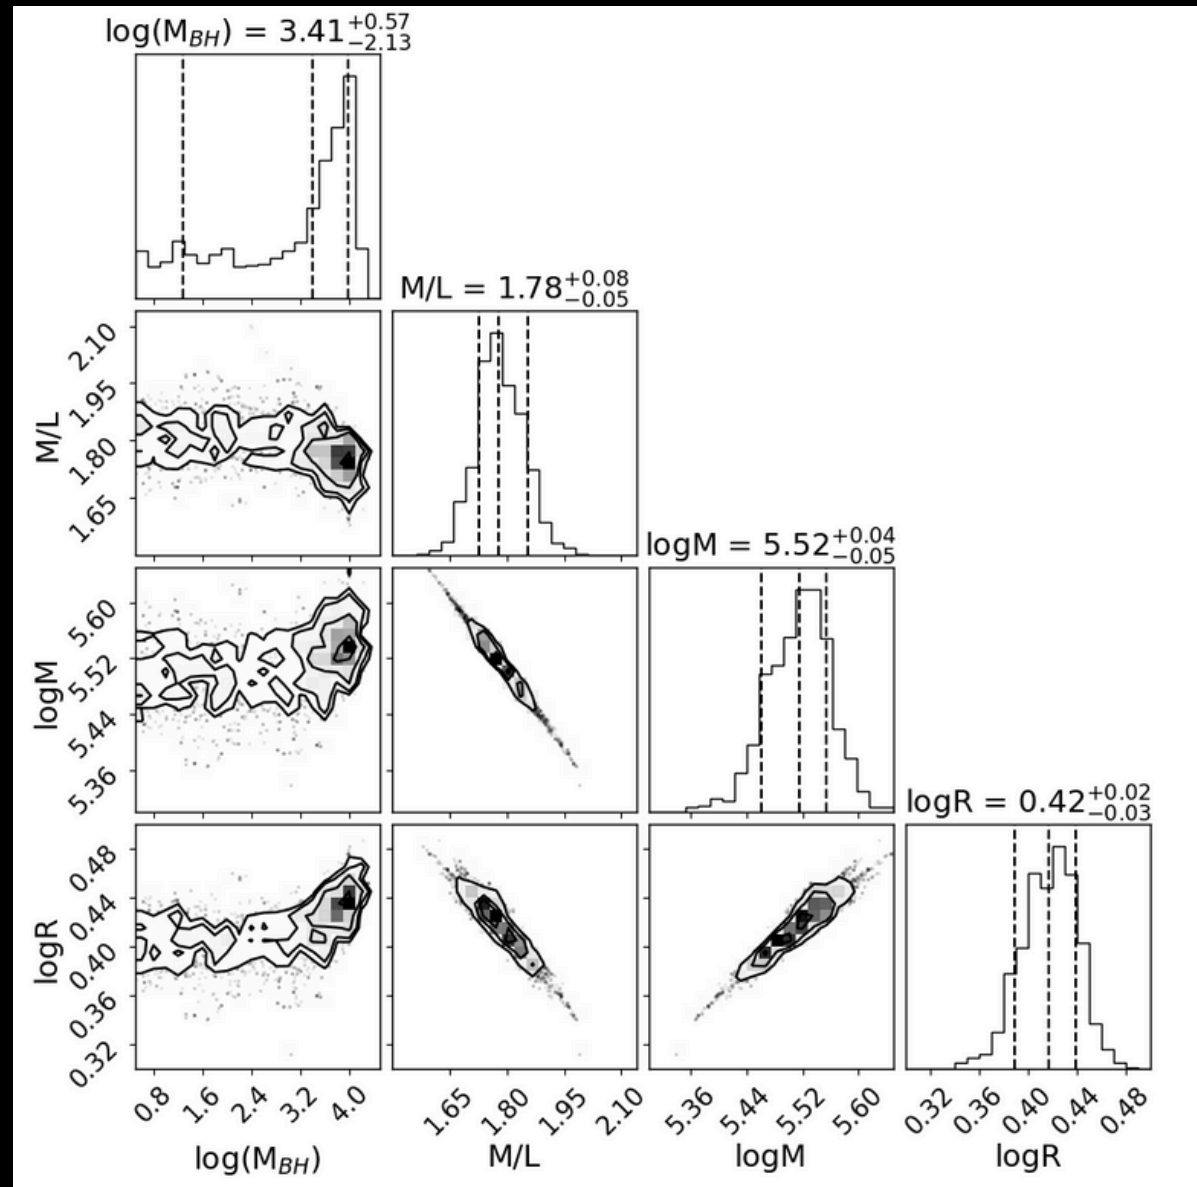 log(M_BH) = 3.41 +0.57 −2.13
M/L = 1.78 +0.08 −0.05
2.10
1.95
1.80
1.65
M/L
logM = 5.52 +0.04 −0.05
5.60
5.52
5.44
5.36
logM
logR = 0.42 +0.02 −0.03
0.48
0.44
0.40
0.36
0.32
logR
0.8 1.6 2.4 3.2 4.0
1.65 1.80 1.95 2.10
5.36 5.44 5.52 5.60
0.32 0.36 0.40 0.44 0.48
log(M_BH) M/L logM logR